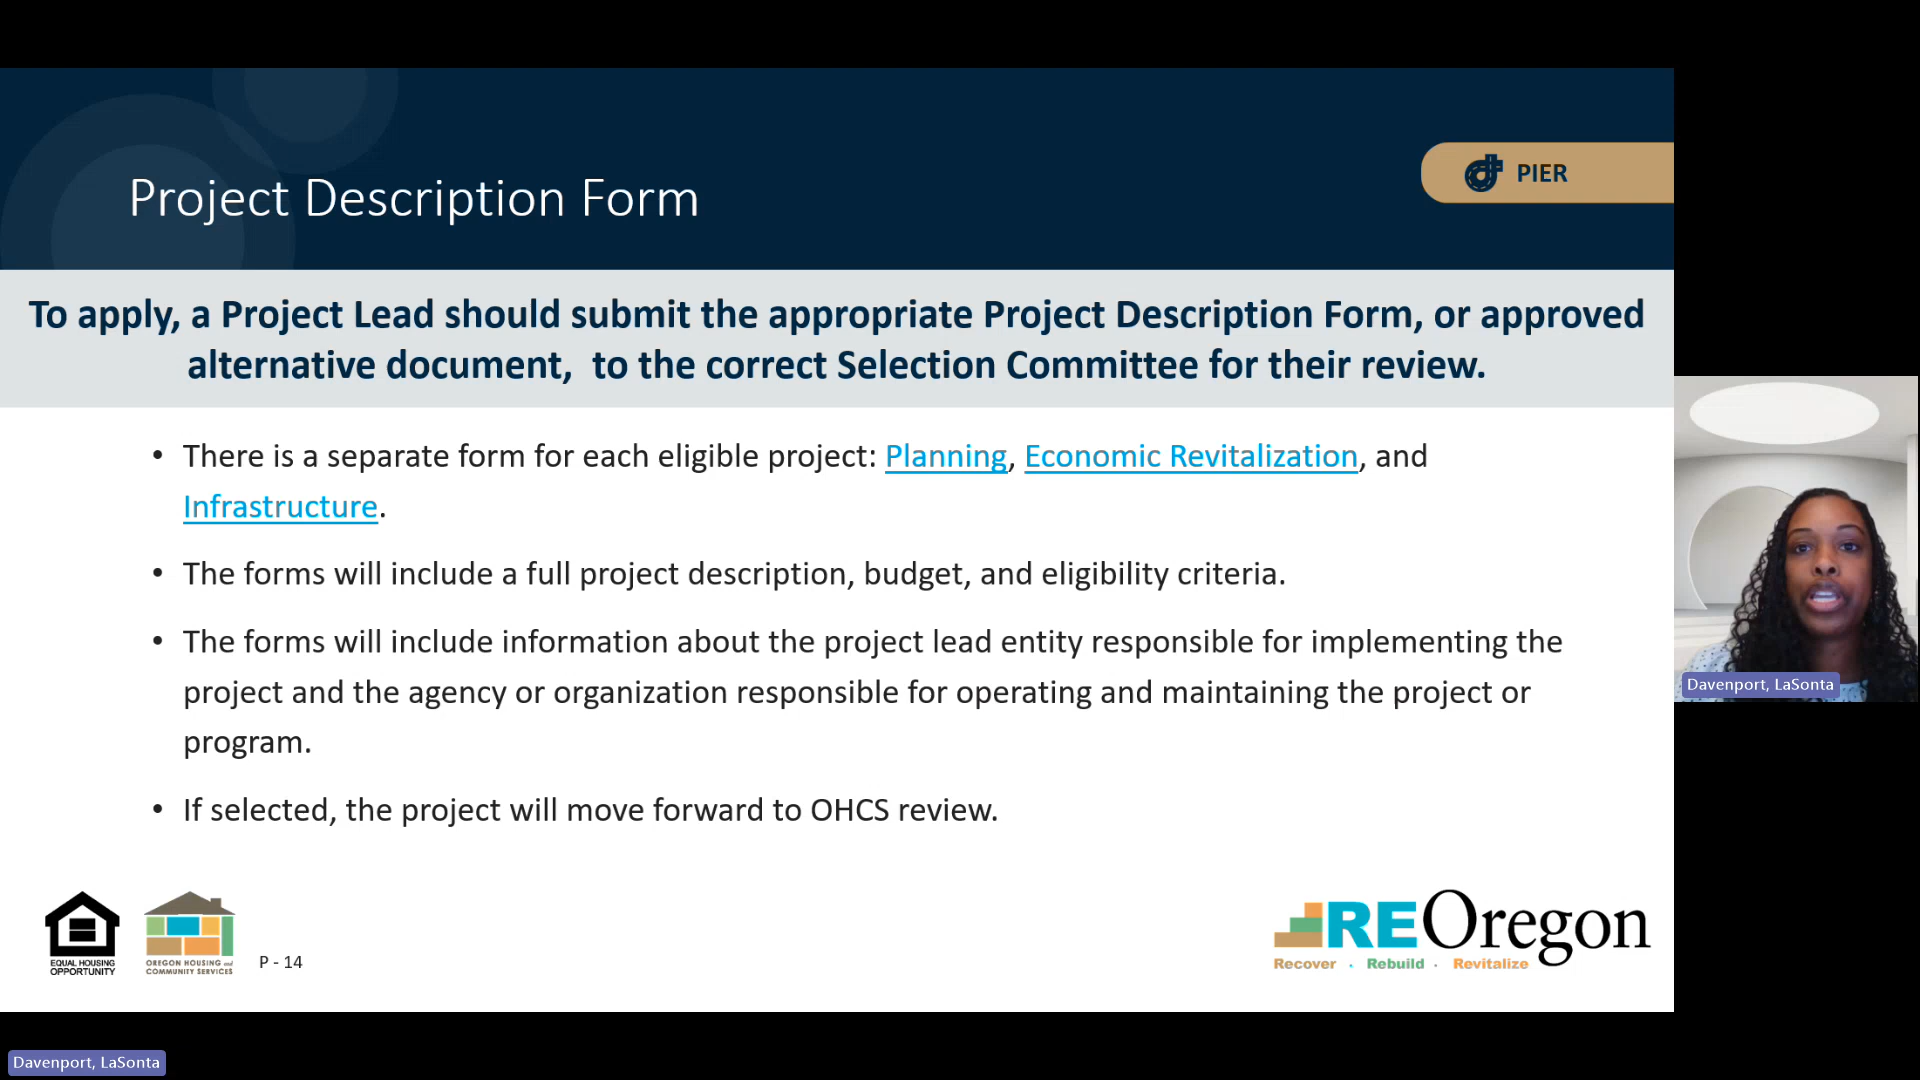 PIER
Project Description Form
To apply, a Project Lead should submit the appropriate Project Description Form, or approved
alternative document,  to the correct Selection Committee for their review.
• There is a separate form for each eligible project: Planning, Economic Revitalization, and
Infrastructure.
• The forms will include a full project description, budget, and eligibility criteria.
• The forms will include information about the project lead entity responsible for implementing the
project and the agency or organization responsible for operating and maintaining the project or
program.
• If selected, the project will move forward to OHCS review.
Davenport, LaSonta
EQUAL HOUSING
OPPORTUNITY
OREGON HOUSING and
COMMUNITY SERVICES
P - 14
REOregon
Recover . Rebuild . Revitalize
Davenport, LaSonta